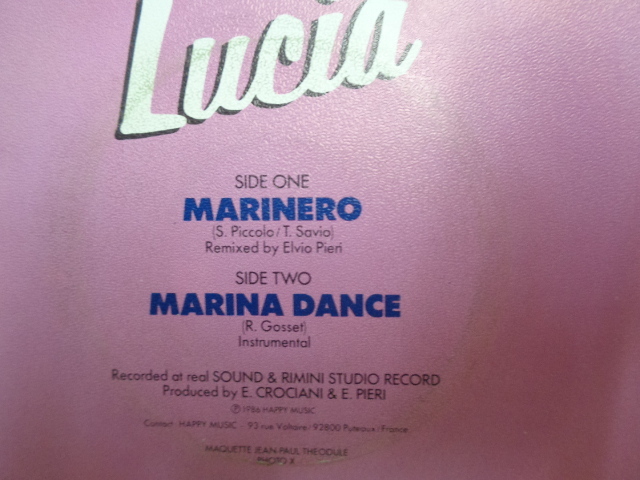 Lucia
SIDE ONE
MARINERO
(S. Piccolo/T. Savio)
Remixed by Elvio Pieri
SIDE TWO
MARINA DANCE
(R. Gosset)
Instrumental
Recorded at real SOUND & RIMINI STUDIO RECORD
Produced by E. CROCIANI & E. PIERI
℗ 1986 HAPPY MUSIC
Contact : HAPPY MUSIC - 93 rue Voltaire/92800 Puteaux/France
MAQUETTE JEAN-PAUL THEODULE
PHOTO X